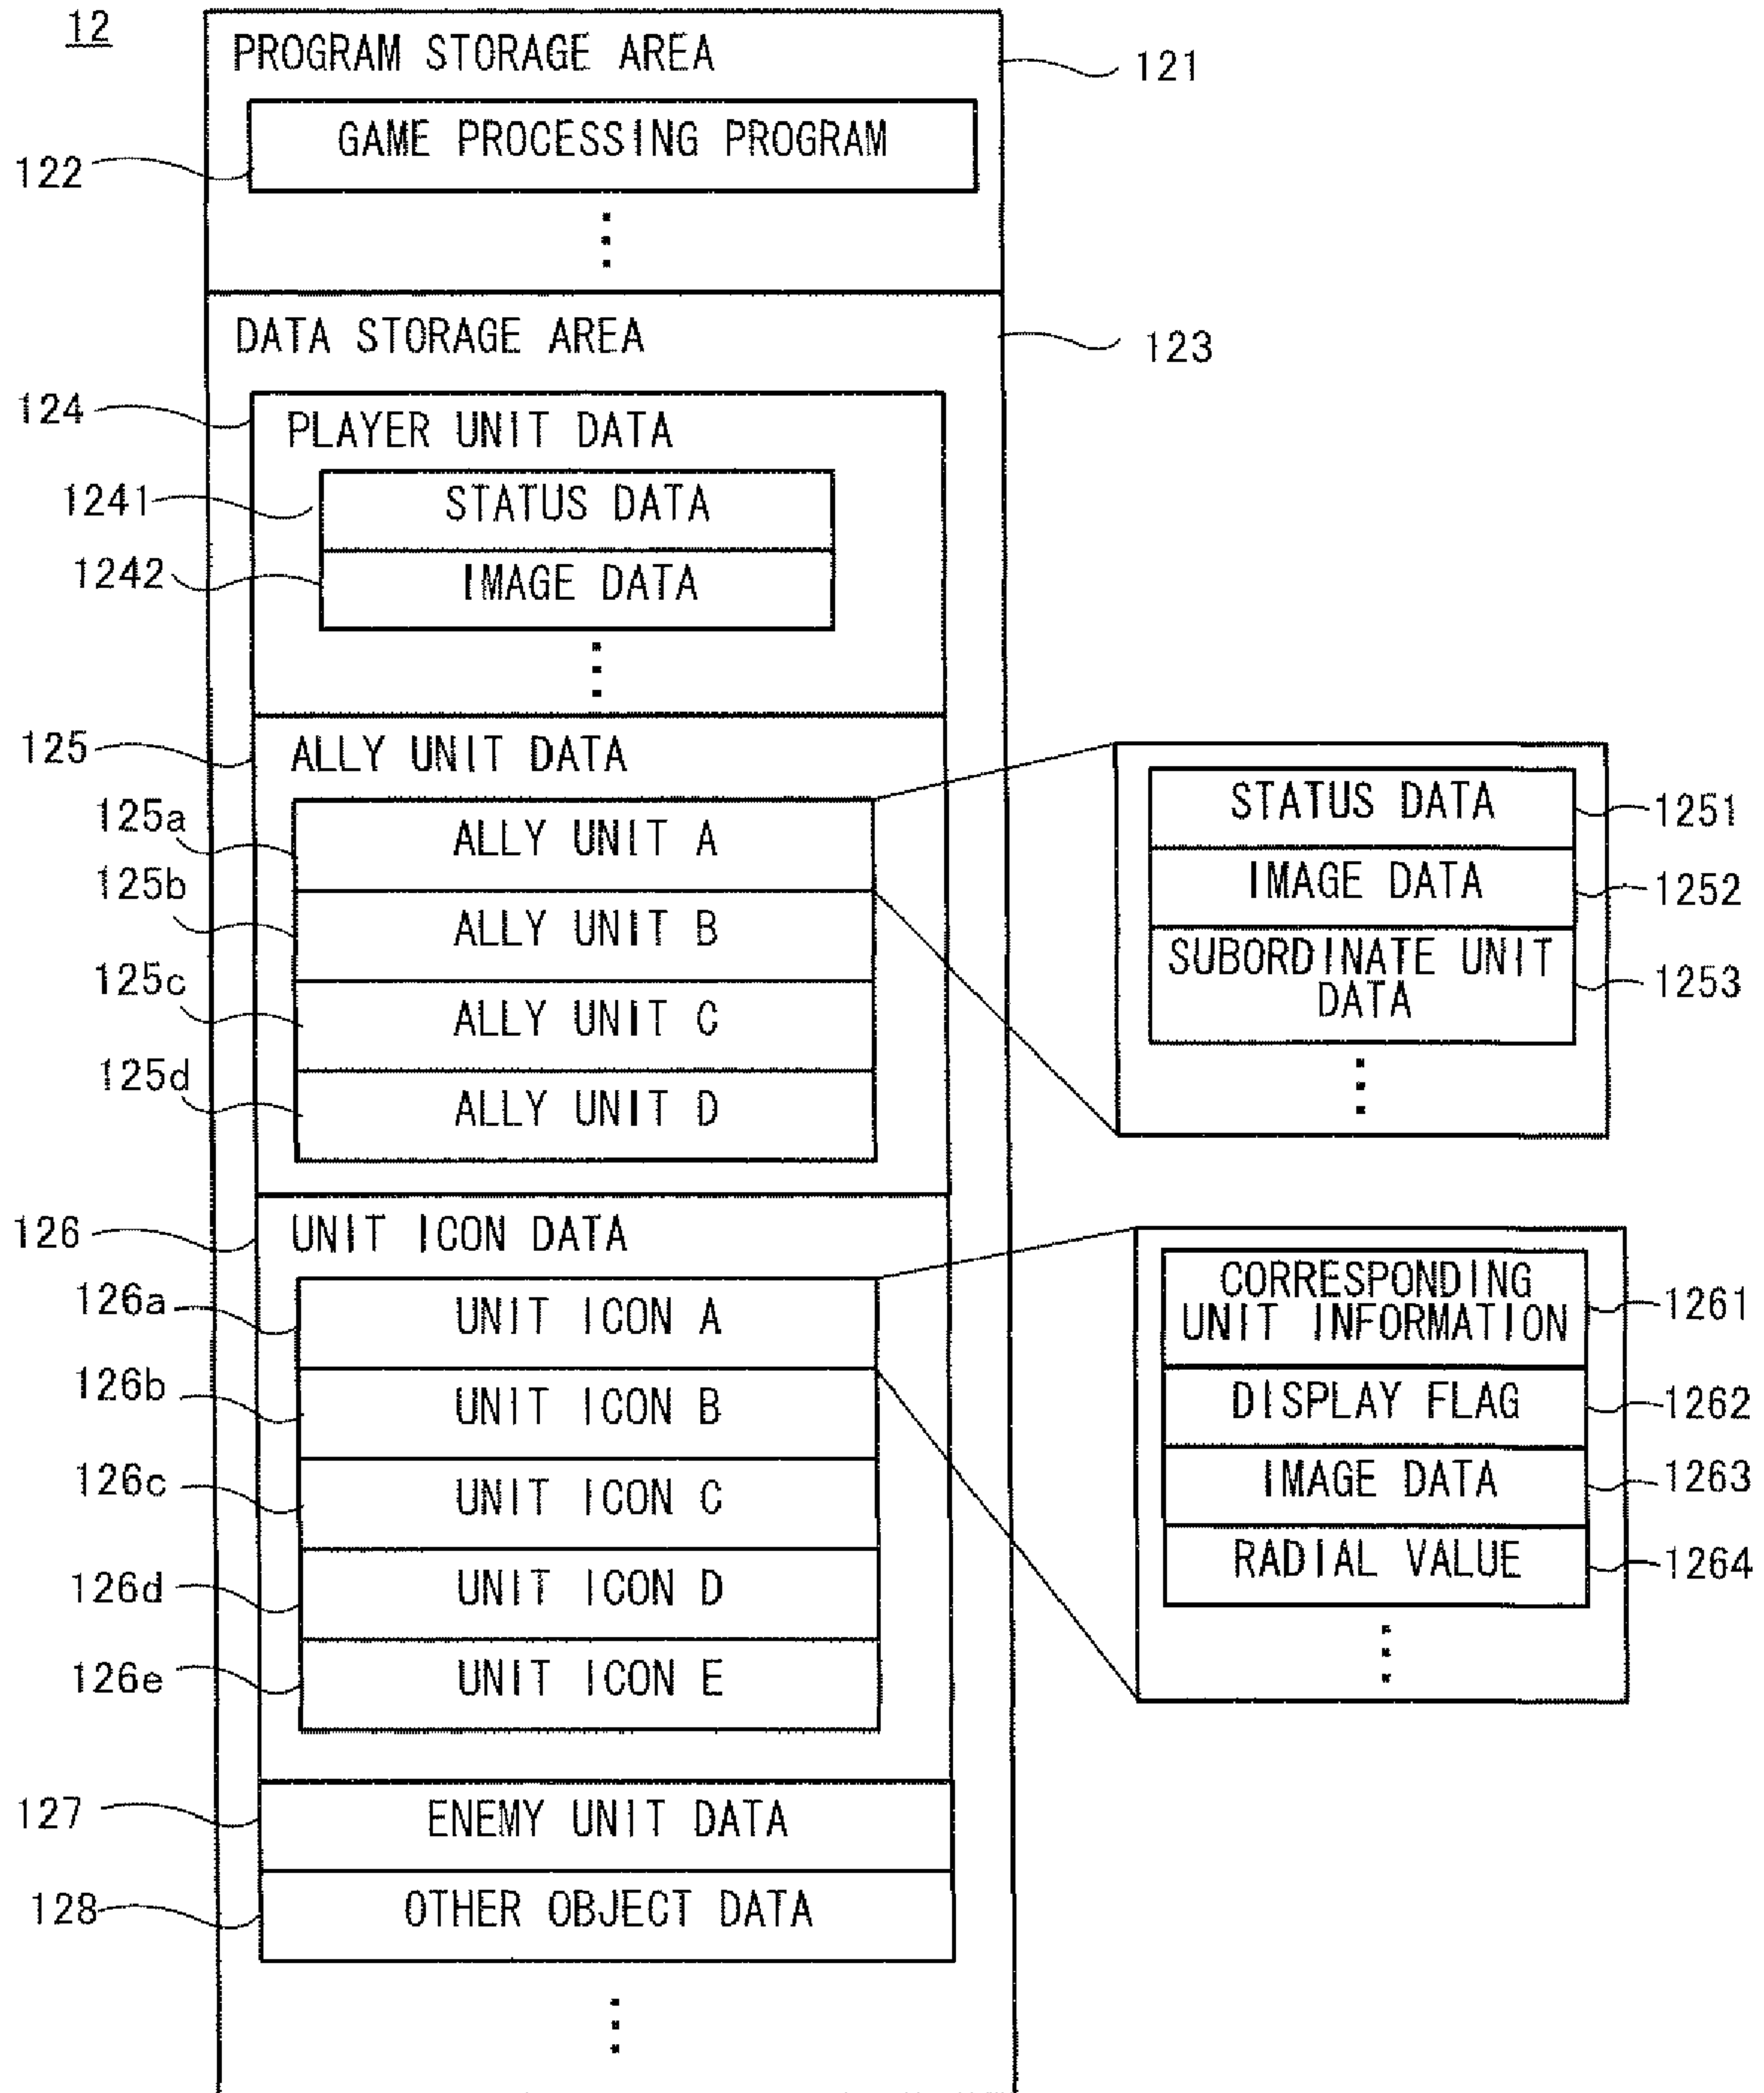 12
PROGRAM STORAGE AREA
121
GAME PROCESSING PROGRAM
122
DATA STORAGE AREA
123
124
PLAYER UNIT DATA
1241
STATUS DATA
1242
IMAGE DATA
125
ALLY UNIT DATA
125a
ALLY UNIT A
125b
ALLY UNIT B
125c
ALLY UNIT C
125d
ALLY UNIT D
STATUS DATA
1251
IMAGE DATA
1252
SUBORDINATE UNIT
DATA
1253
126
UNIT ICON DATA
126a
UNIT ICON A
126b
UNIT ICON B
126c
UNIT ICON C
126d
UNIT ICON D
126e
UNIT ICON E
CORRESPONDING
UNIT INFORMATION
1261
DISPLAY FLAG
1262
IMAGE DATA
1263
RADIAL VALUE
1264
127
ENEMY UNIT DATA
128
OTHER OBJECT DATA